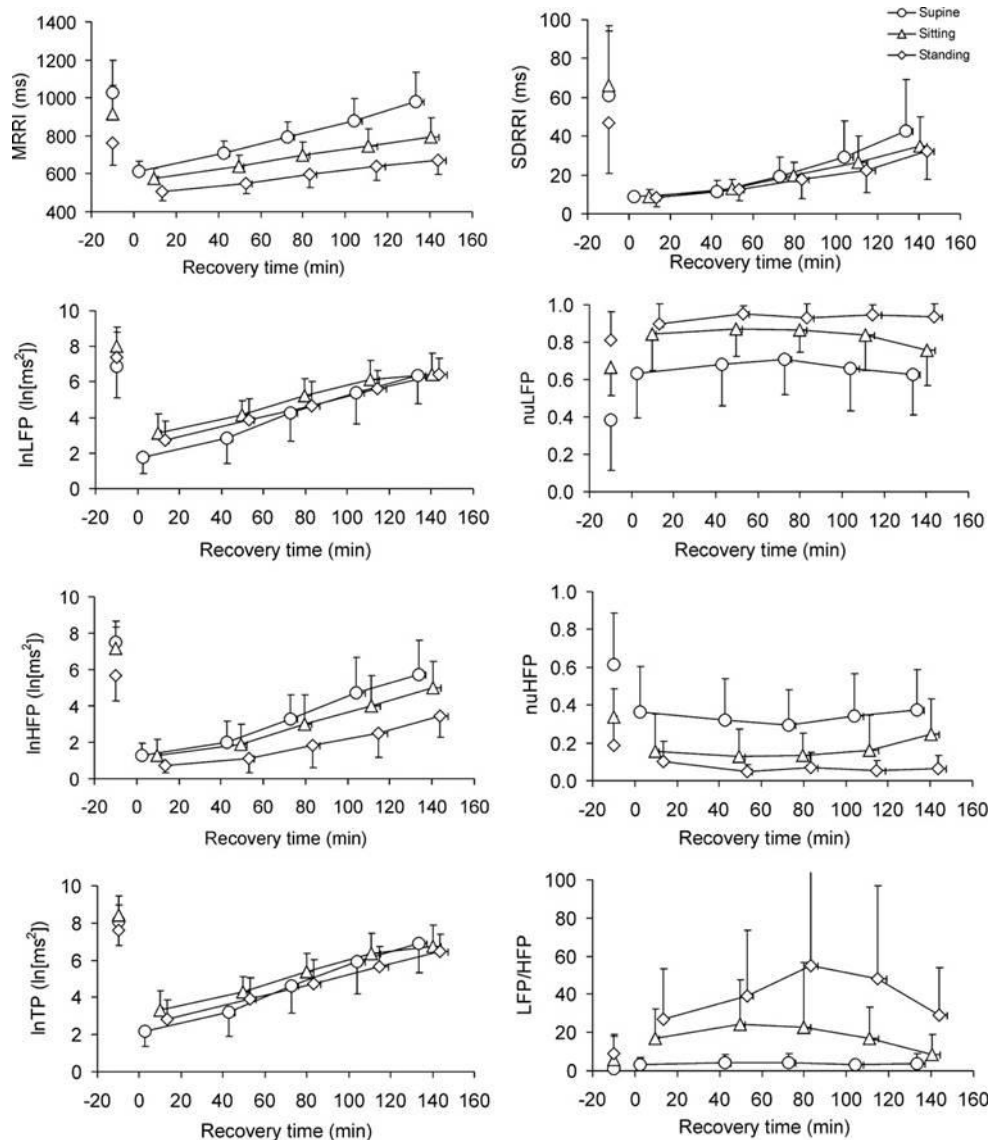 MRRI (ms)
1400
1200
1000
800
600
400
-20 0 20 40 60 80 100 120 140 160
Recovery time (min)
SDRRI (ms)
100
80
60
40
20
0
-20 0 20 40 60 80 100 120 140 160
Recovery time (min)
Supine
Sitting
Standing
lnLFP (ln[ms²])
10
8
6
4
2
0
-20 0 20 40 60 80 100 120 140 160
Recovery time (min)
nuLFP
1.0
0.8
0.6
0.4
0.2
0.0
-20 0 20 40 60 80 100 120 140 160
Recovery time (min)
lnHFP (ln[ms²])
10
8
6
4
2
0
-20 0 20 40 60 80 100 120 140 160
Recovery time (min)
nuHFP
1.0
0.8
0.6
0.4
0.2
0.0
-20 0 20 40 60 80 100 120 140 160
Recovery time (min)
lnTP (ln[ms²])
10
8
6
4
2
0
-20 0 20 40 60 80 100 120 140 160
Recovery time (min)
LFP/HFP
100
80
60
40
20
0
-20 0 20 40 60 80 100 120 140 160
Recovery time (min)